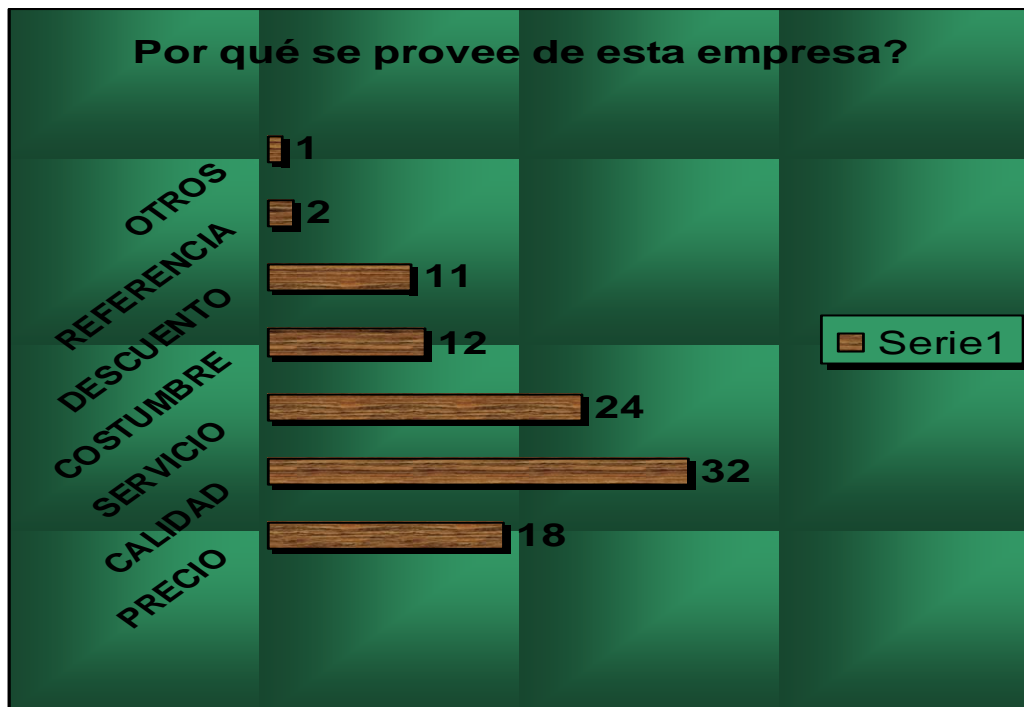 Por qué se provee de esta empresa?
OTROS 1
REFERENCIA 2
DESCUENTO 11
COSTUMBRE 12
SERVICIO 24
CALIDAD 32
PRECIO 18
Serie1